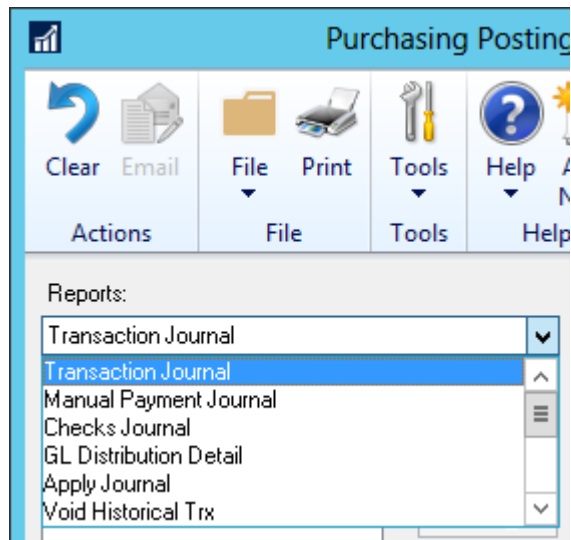 Purchasing Posting
Clear Email File Print Tools Help
Actions File Tools Help
Reports:
Transaction Journal
Transaction Journal
Manual Payment Journal
Checks Journal
GL Distribution Detail
Apply Journal
Void Historical Trx